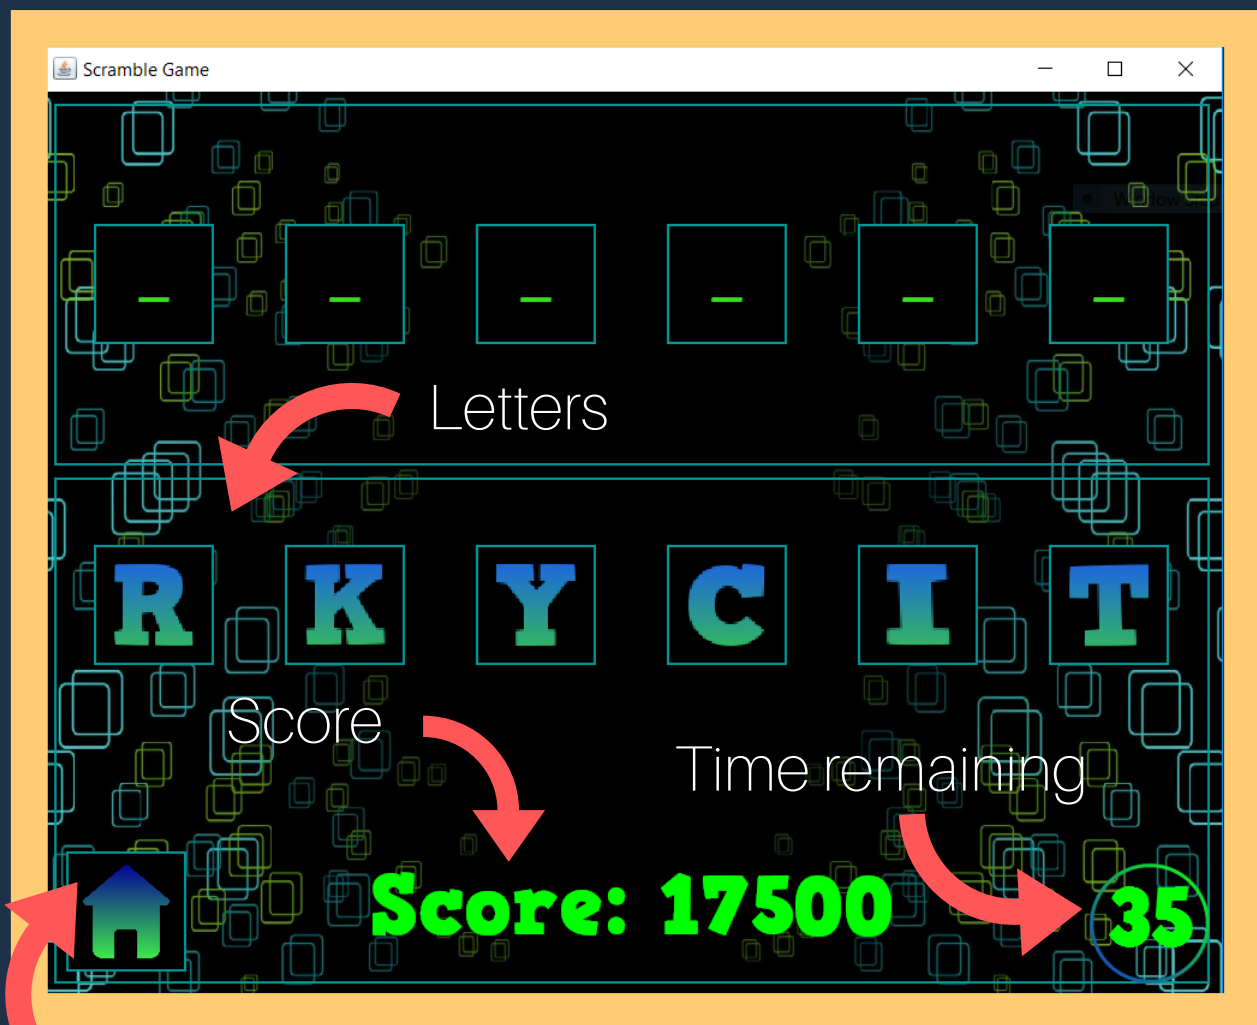 Scramble Game
_ _ _ _ _ _
Letters
R K Y C I T
Score
Time remaining
Score: 17500
35